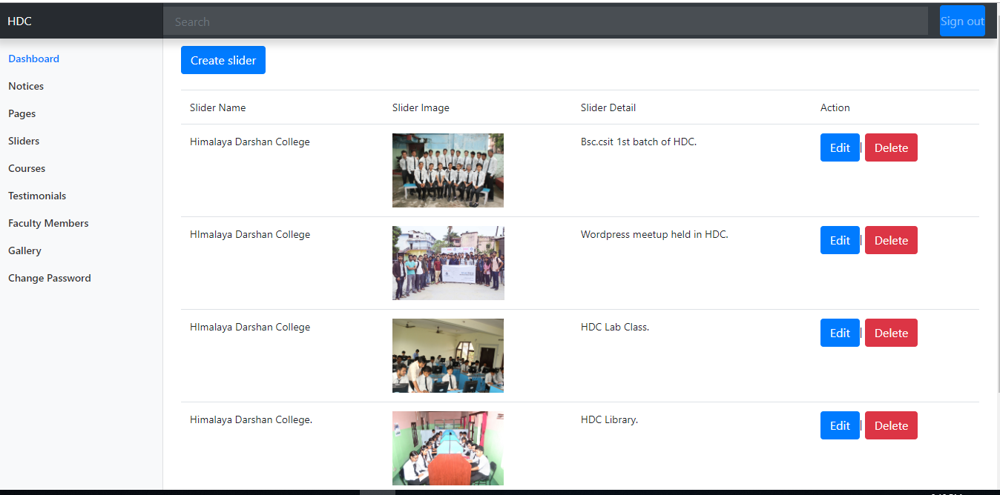 HDC Search Sign out
Dashboard
Notices
Pages
Sliders
Courses
Testimonials
Faculty Members
Gallery
Change Password
Create slider
Slider Name Slider Image Slider Detail Action
Himalaya Darshan College Bsc.csit 1st batch of HDC. Edit | Delete
HImalaya Darshan College Wordpress meetup held in HDC. Edit | Delete
HImalaya Darshan College HDC Lab Class. Edit | Delete
Himalaya Darshan College. HDC Library. Edit | Delete